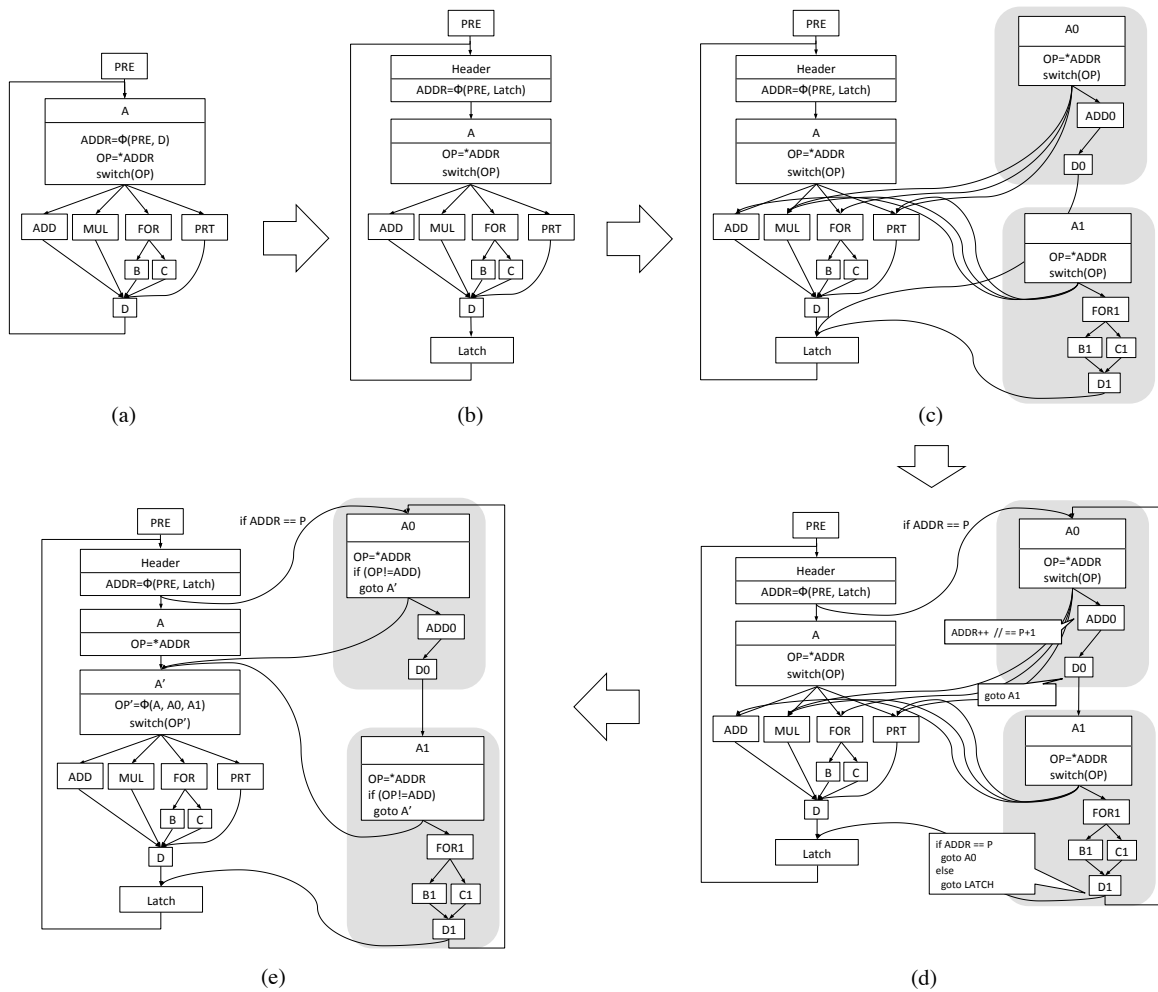 PRE
A
ADDR=Φ(PRE, D)
OP=*ADDR
switch(OP)
ADD
MUL
FOR
PRT
B
C
D
(a)
PRE
Header
ADDR=Φ(PRE, Latch)
A
OP=*ADDR
switch(OP)
ADD
MUL
FOR
PRT
B
C
D
Latch
(b)
PRE
Header
ADDR=Φ(PRE, Latch)
A
OP=*ADDR
switch(OP)
ADD
MUL
FOR
PRT
B
C
D
Latch
A0
OP=*ADDR
switch(OP)
ADD0
D0
A1
OP=*ADDR
switch(OP)
FOR1
B1
C1
D1
(c)
PRE
Header
ADDR=Φ(PRE, Latch)
A
OP=*ADDR
A'
OP'=Φ(A, A0, A1)
switch(OP')
ADD
MUL
FOR
PRT
B
C
D
Latch
if ADDR == P
A0
OP=*ADDR
if (OP!=ADD)
goto A'
ADD0
D0
A1
OP=*ADDR
if (OP!=ADD)
goto A'
FOR1
B1
C1
D1
(e)
PRE
Header
ADDR=Φ(PRE, Latch)
A
OP=*ADDR
switch(OP)
ADD
MUL
FOR
PRT
B
C
D
Latch
if ADDR == P
A0
OP=*ADDR
switch(OP)
ADD0
ADDR++ // == P+1
D0
goto A1
A1
OP=*ADDR
switch(OP)
FOR1
B1
C1
D1
if ADDR == P
goto A0
else
goto LATCH
(d)